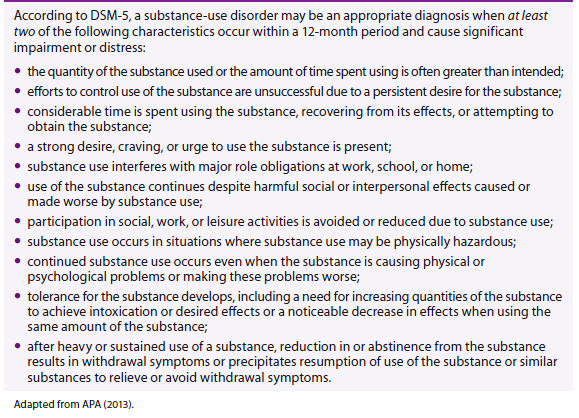 According to DSM-5, a substance-use disorder may be an appropriate diagnosis when at least
two of the following characteristics occur within a 12-month period and cause significant
impairment or distress:
• the quantity of the substance used or the amount of time spent using is often greater than intended;
• efforts to control use of the substance are unsuccessful due to a persistent desire for the substance;
• considerable time is spent using the substance, recovering from its effects, or attempting to
obtain the substance;
• a strong desire, craving, or urge to use the substance is present;
• substance use interferes with major role obligations at work, school, or home;
• use of the substance continues despite harmful social or interpersonal effects caused or
made worse by substance use;
• participation in social, work, or leisure activities is avoided or reduced due to substance use;
• substance use occurs in situations where substance use may be physically hazardous;
• continued substance use occurs even when the substance is causing physical or
psychological problems or making these problems worse;
• tolerance for the substance develops, including a need for increasing quantities of the substance
to achieve intoxication or desired effects or a noticeable decrease in effects when using the
same amount of the substance;
• after heavy or sustained use of a substance, reduction in or abstinence from the substance
results in withdrawal symptoms or precipitates resumption of use of the substance or similar
substances to relieve or avoid withdrawal symptoms.
Adapted from APA (2013).